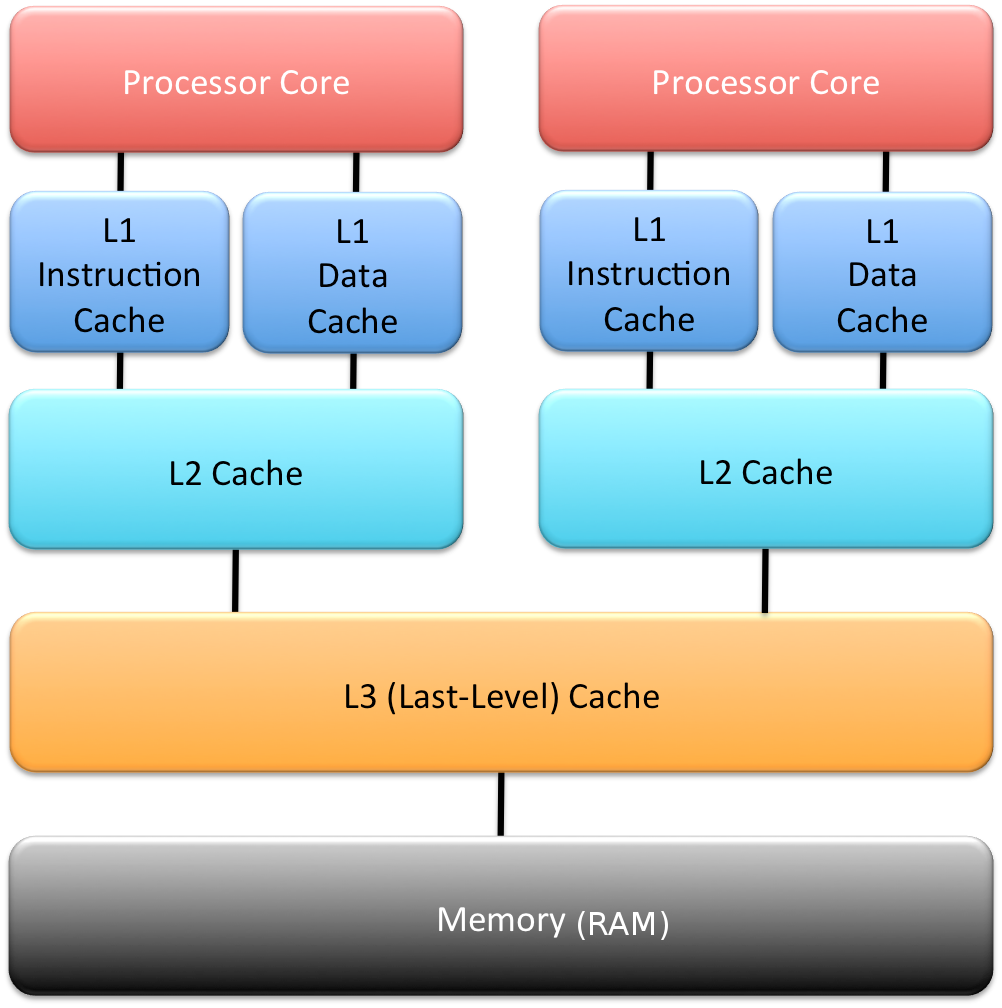 Processor Core
Processor Core
L1
Instruction
Cache
L1
Data
Cache
L1
Instruction
Cache
L1
Data
Cache
L2 Cache
L2 Cache
L3 (Last-Level) Cache
Memory (RAM)